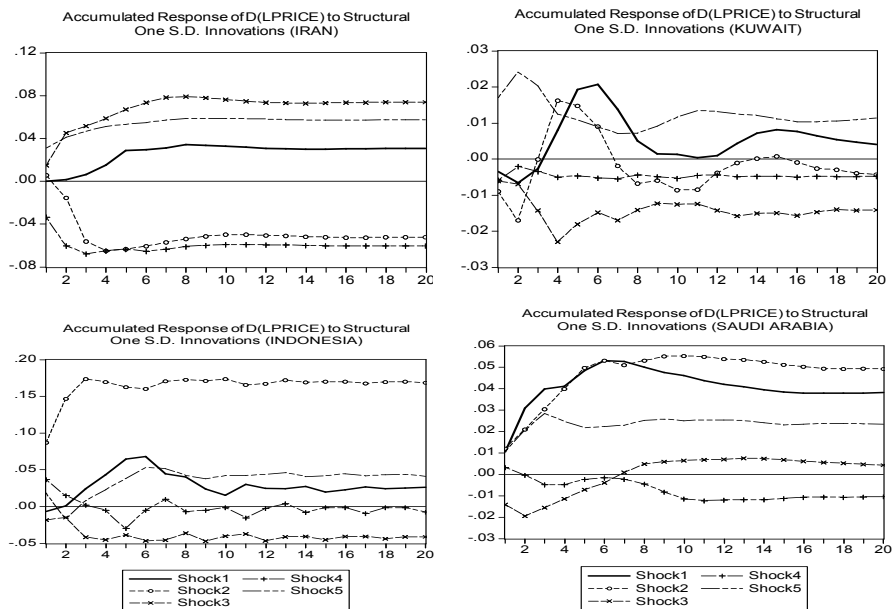 Accumulated Response of D(LPRICE) to Structural
One S.D. Innovations (IRAN)
.12
.08
.04
.00
-.04
-.08
2 4 6 8 10 12 14 16 18 20
Accumulated Response of D(LPRICE) to Structural
One S.D. Innovations (KUWAIT)
.03
.02
.01
.00
-.01
-.02
-.03
2 4 6 8 10 12 14 16 18 20
Accumulated Response of D(LPRICE) to Structural
One S.D. Innovations (INDONESIA)
.20
.15
.10
.05
.00
-.05
2 4 6 8 10 12 14 16 18 20
Shock1 Shock4
Shock2 Shock5
Shock3
Accumulated Response of D(LPRICE) to Structural
One S.D. Innovations (SAUDI ARABIA)
.06
.05
.04
.03
.02
.01
.00
-.01
-.02
-.03
2 4 6 8 10 12 14 16 18 20
Shock1 Shock4
Shock2 Shock5
Shock3